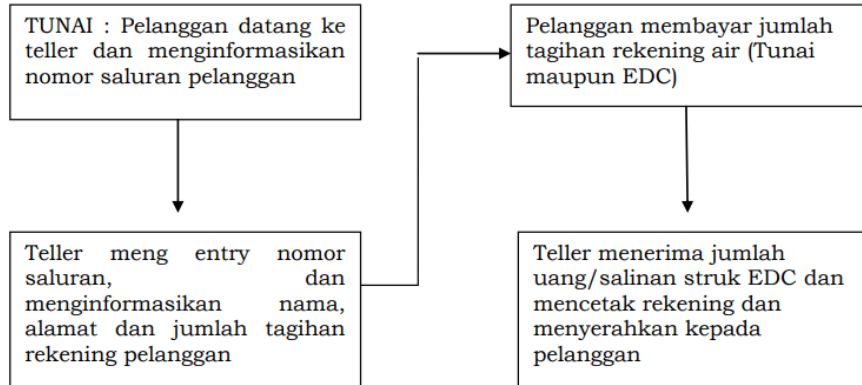 TUNAI : Pelanggan datang ke
teller dan menginformasikan
nomor saluran pelanggan
Teller meng entry nomor
saluran, dan
menginformasikan nama,
alamat dan jumlah tagihan
rekening pelanggan
Pelanggan membayar jumlah
tagihan rekening air (Tunai
maupun EDC)
Teller menerima jumlah
uang/salinan struk EDC dan
mencetak rekening dan
menyerahkan kepada
pelanggan